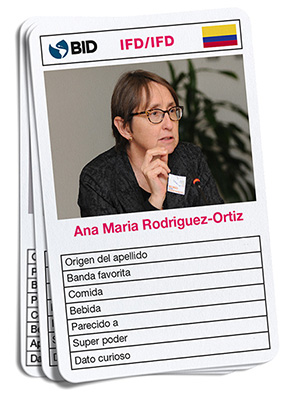 BID IFD/IFD
Ana Maria Rodriguez-Ortiz
Origen del apellido
Banda favorita
Comida
Bebida
Parecido a
Super poder
Dato curioso